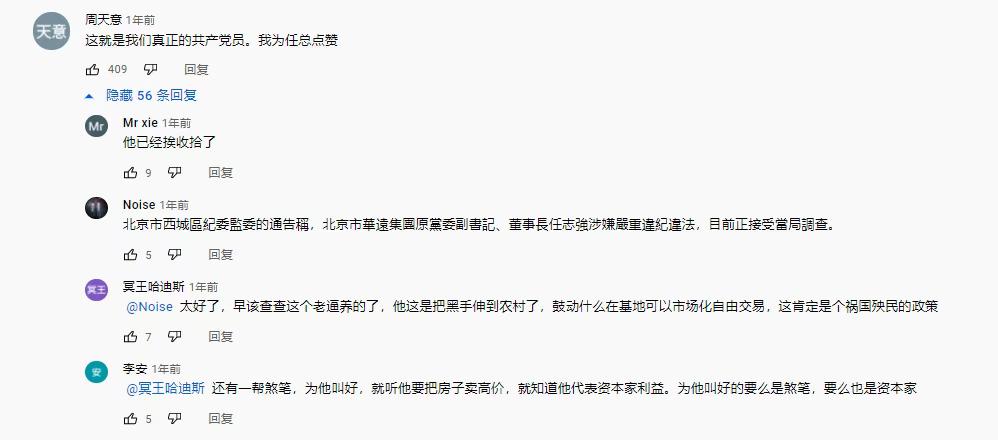 天意
周天意 1年前
这就是我们真正的共产党员。我为任总点赞
409 回复
隐藏 56 条回复
Mr
Mr xie 1年前
他已经挨收拾了
9 回复
Noise 1年前
北京市西城區紀委監委的通告稱，北京市華遠集團原黨委副書記、董事長任志強涉嫌嚴重違紀違法，目前正接受當局調查。
5 回复
冥王
冥王哈迪斯 1年前
@Noise 太好了，早该查查这个老逼养的了，他这是把黑手伸到农村了，鼓动什么在基地可以市场化自由交易，这肯定是个祸国殃民的政策
7 回复
安
李安 1年前
@冥王哈迪斯 还有一帮煞笔，为他叫好，就听他要把房子卖高价，就知道他代表资本家利益。为他叫好的要么是煞笔，要么也是资本家
5 回复